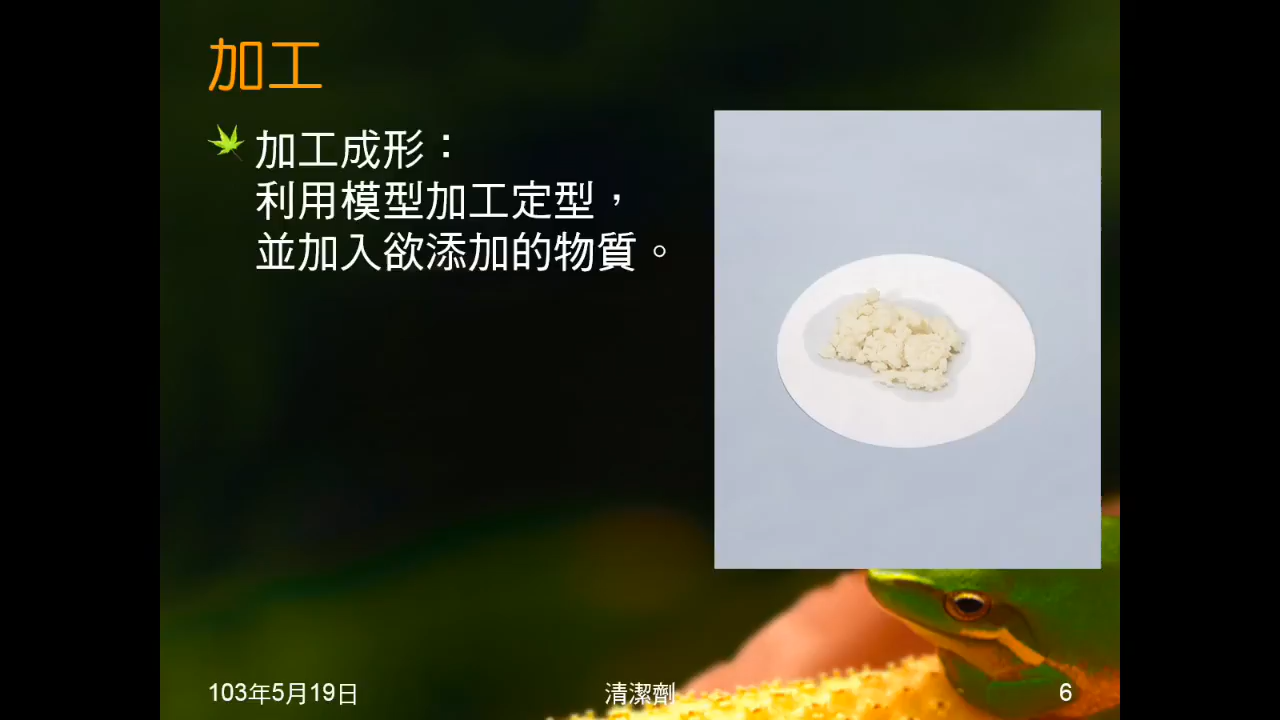 加工
加工成形：
利用模型加工定型，
並加入欲添加的物質。
103年5月19日
清潔劑
6